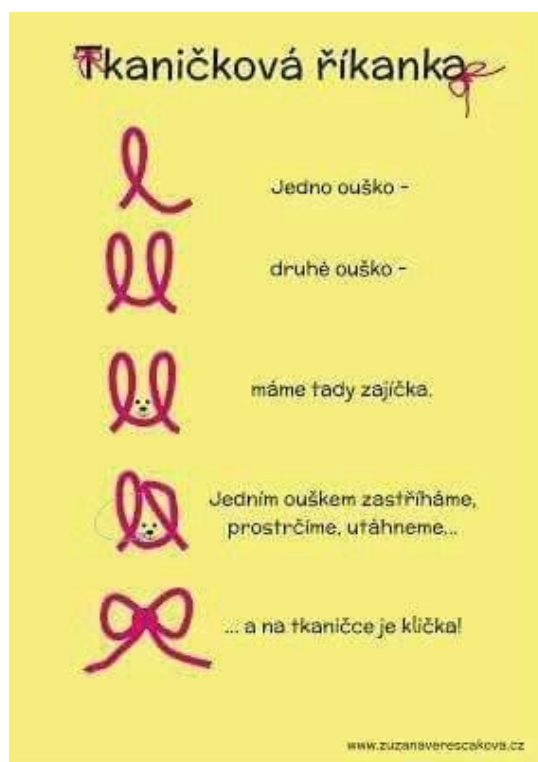 Tkaničková říkanka
Jedno ouško -
druhé ouško -
máme tady zajíčka.
Jedním ouškem zastříháme,
prostrčíme, utáhneme...
... a na tkaničce je klička!
www.zuzanaverescakova.cz